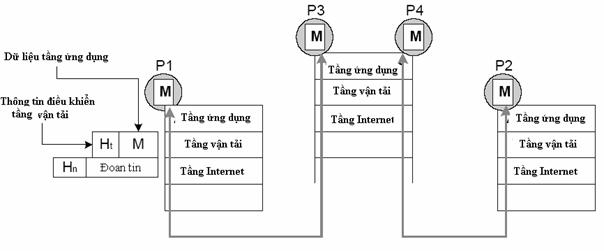 P3
P4
M
M
Dữ liệu tầng ứng dụng
P1
P2
M
M
Tầng ứng dụng
Tầng vận tải
Tầng Internet
Thông tin điều khiển
tầng vận tải
Tầng ứng dụng
Tầng vận tải
Tầng Internet
Tầng ứng dụng
Tầng vận tải
Tầng Internet
Ht
M
Hn
Đoan tin